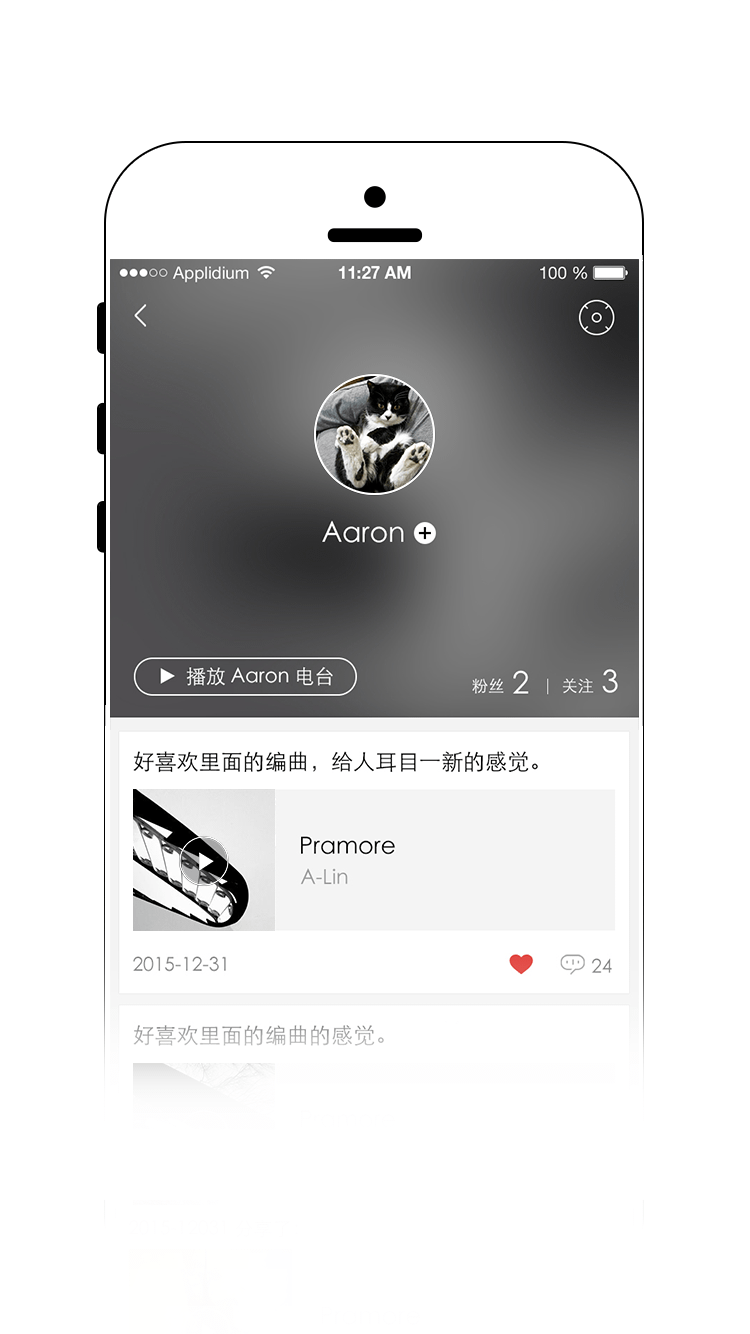 Applidium 11:27 AM 100 %
Aaron
播放 Aaron 电台
粉丝 2 | 关注 3
好喜欢里面的编曲，给人耳目一新的感觉。
Pramore
A-Lin
2015-12-31 24
好喜欢里面的编曲的感觉。